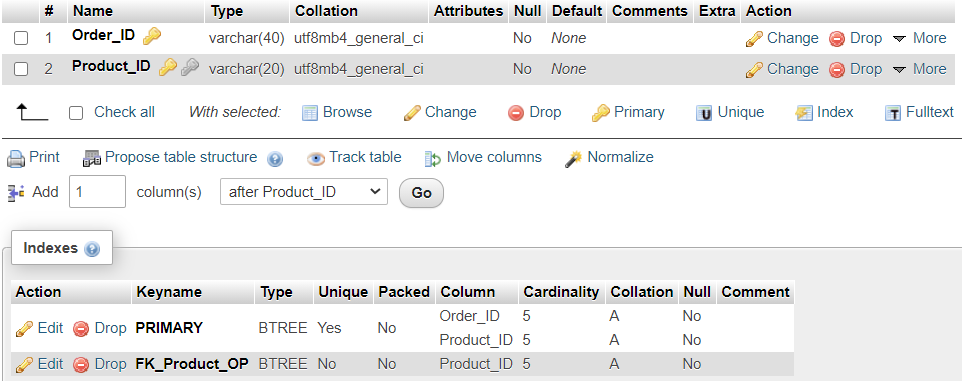 # Name Type Collation Attributes Null Default Comments Extra Action
1 Order_ID varchar(40) utf8mb4_general_ci No None Change Drop More
2 Product_ID varchar(20) utf8mb4_general_ci No None Change Drop More
Check all With selected: Browse Change Drop Primary Unique Index Fulltext
Print Propose table structure Track table Move columns Normalize
Add 1 column(s) after Product_ID Go
Indexes
Action Keyname Type Unique Packed Column Cardinality Collation Null Comment
Edit Drop PRIMARY BTREE Yes No Order_ID 5 A No
Product_ID 5 A No
Edit Drop FK_Product_OP BTREE No No Product_ID 5 A No